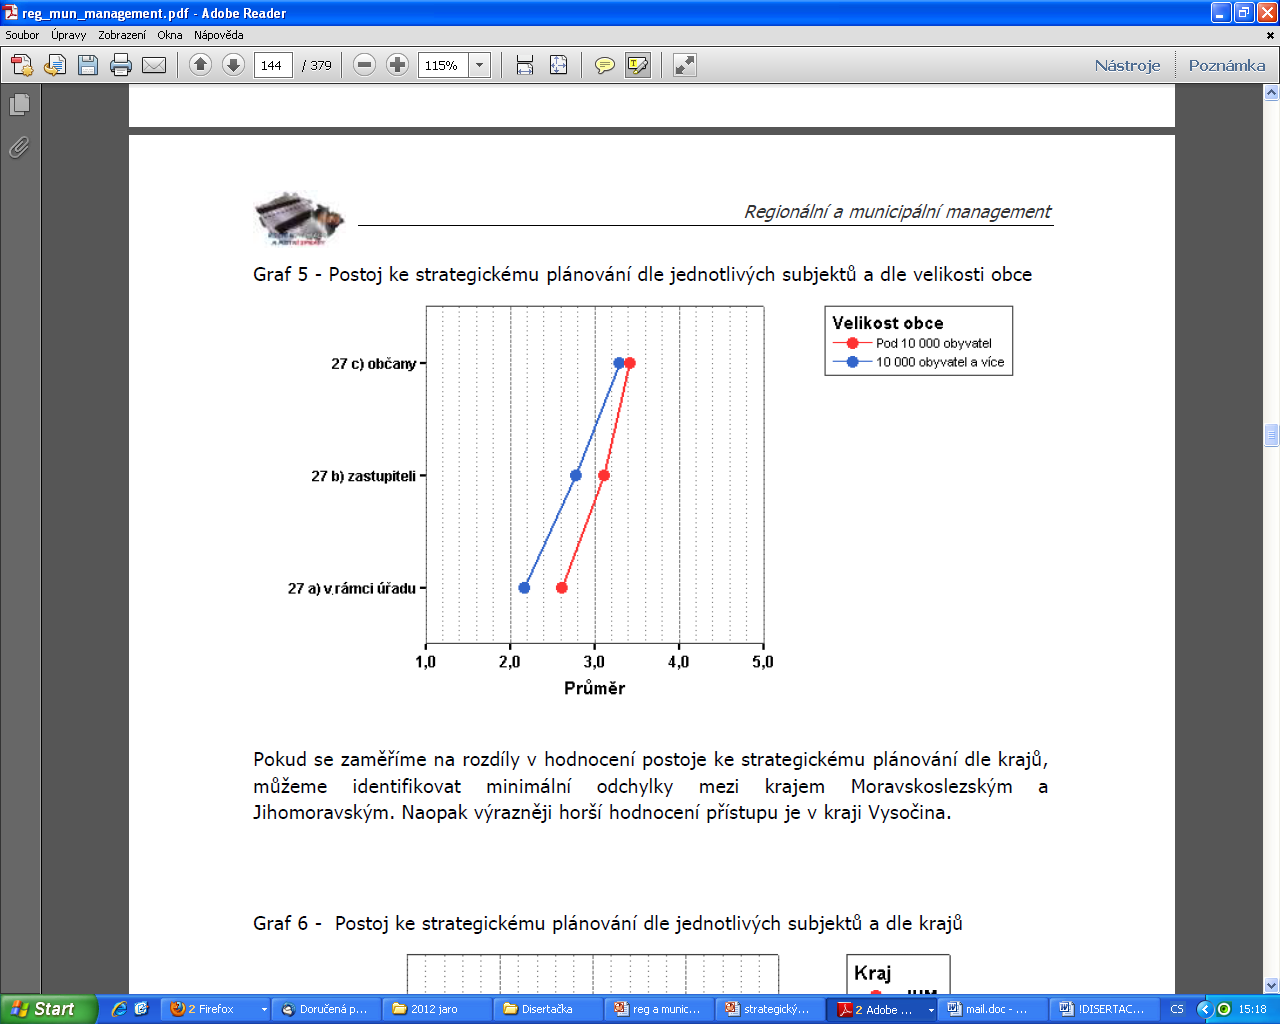 reg_mun_management.pdf - Adobe Reader
Soubor Úpravy Zobrazení Okna Nápověda
144 / 379 115% Nástroje Poznámka
Regionální a municipální management
Graf 5 - Postoj ke strategickému plánování dle jednotlivých subjektů a dle velikosti obce
Velikost obce
Pod 10 000 obyvatel
10 000 obyvatel a více
27 c) občany
27 b) zastupiteli
27 a) v rámci úřadu
1,0 2,0 3,0 4,0 5,0
Průměr
Pokud se zaměříme na rozdíly v hodnocení postoje ke strategickému plánování dle krajů,
můžeme identifikovat minimální odchylky mezi krajem Moravskoslezským a
Jihomoravským. Naopak výrazněji horší hodnocení přístupu je v kraji Vysočina.
Graf 6 - Postoj ke strategickému plánování dle jednotlivých subjektů a dle krajů
Kraj
Start 2 Firefox Doručená p... 2012 jaro Disertačka reg a munic... strategický... 2 Adobe ... mail.doc - ... !DISERTAC... CS 15:18